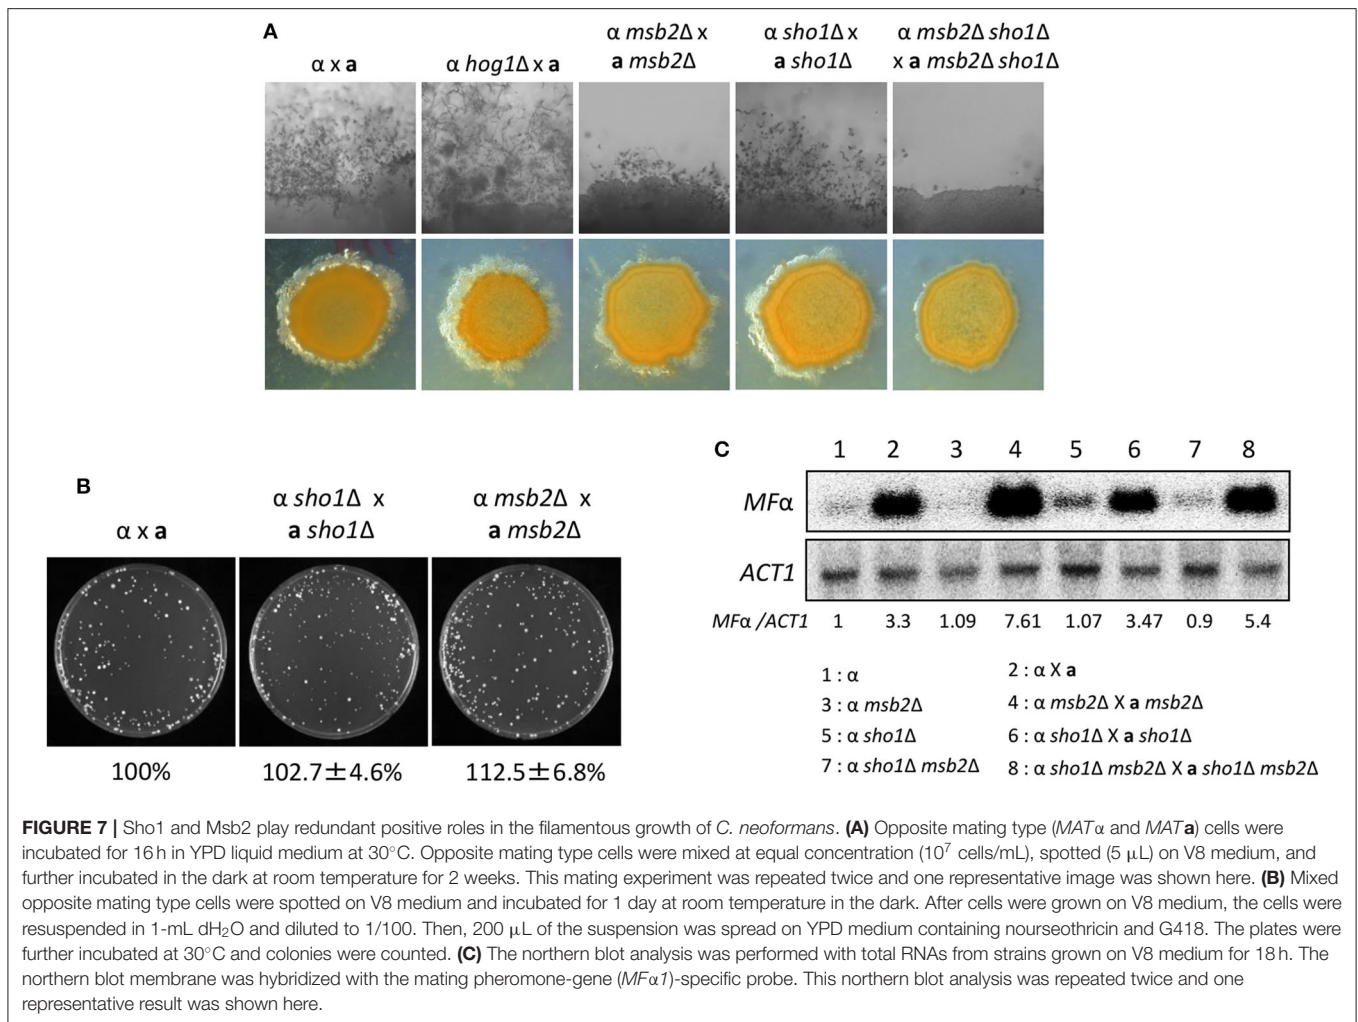 A
α x a
α hog1Δ x a
α msb2Δ x
a msb2Δ
α sho1Δ x
a sho1Δ
α msb2Δ sho1Δ
x a msb2Δ sho1Δ
B
α x a
α sho1Δ x
a sho1Δ
α msb2Δ x
a msb2Δ
100%
102.7±4.6%
112.5±6.8%
C
1 2 3 4 5 6 7 8
MFα
ACT1
MFα /ACT1 1 3.3 1.09 7.61 1.07 3.47 0.9 5.4
1 : α
2 : α X a
3 : α msb2Δ
4 : α msb2Δ X a msb2Δ
5 : α sho1Δ
6 : α sho1Δ X a sho1Δ
7 : α sho1Δ msb2Δ
8 : α sho1Δ msb2Δ X a sho1Δ msb2Δ
FIGURE 7 | Sho1 and Msb2 play redundant positive roles in the filamentous growth of C. neoformans. (A) Opposite mating type (MATα and MATa) cells were
incubated for 16 h in YPD liquid medium at 30°C. Opposite mating type cells were mixed at equal concentration (10⁷ cells/mL), spotted (5 μL) on V8 medium, and
further incubated in the dark at room temperature for 2 weeks. This mating experiment was repeated twice and one representative image was shown here. (B) Mixed
opposite mating type cells were spotted on V8 medium and incubated for 1 day at room temperature in the dark. After cells were grown on V8 medium, the cells were
resuspended in 1-mL dH₂O and diluted to 1/100. Then, 200 μL of the suspension was spread on YPD medium containing nourseothricin and G418. The plates were
further incubated at 30°C and colonies were counted. (C) The northern blot analysis was performed with total RNAs from strains grown on V8 medium for 18 h. The
northern blot membrane was hybridized with the mating pheromone-gene (MFα1)-specific probe. This northern blot analysis was repeated twice and one
representative result was shown here.